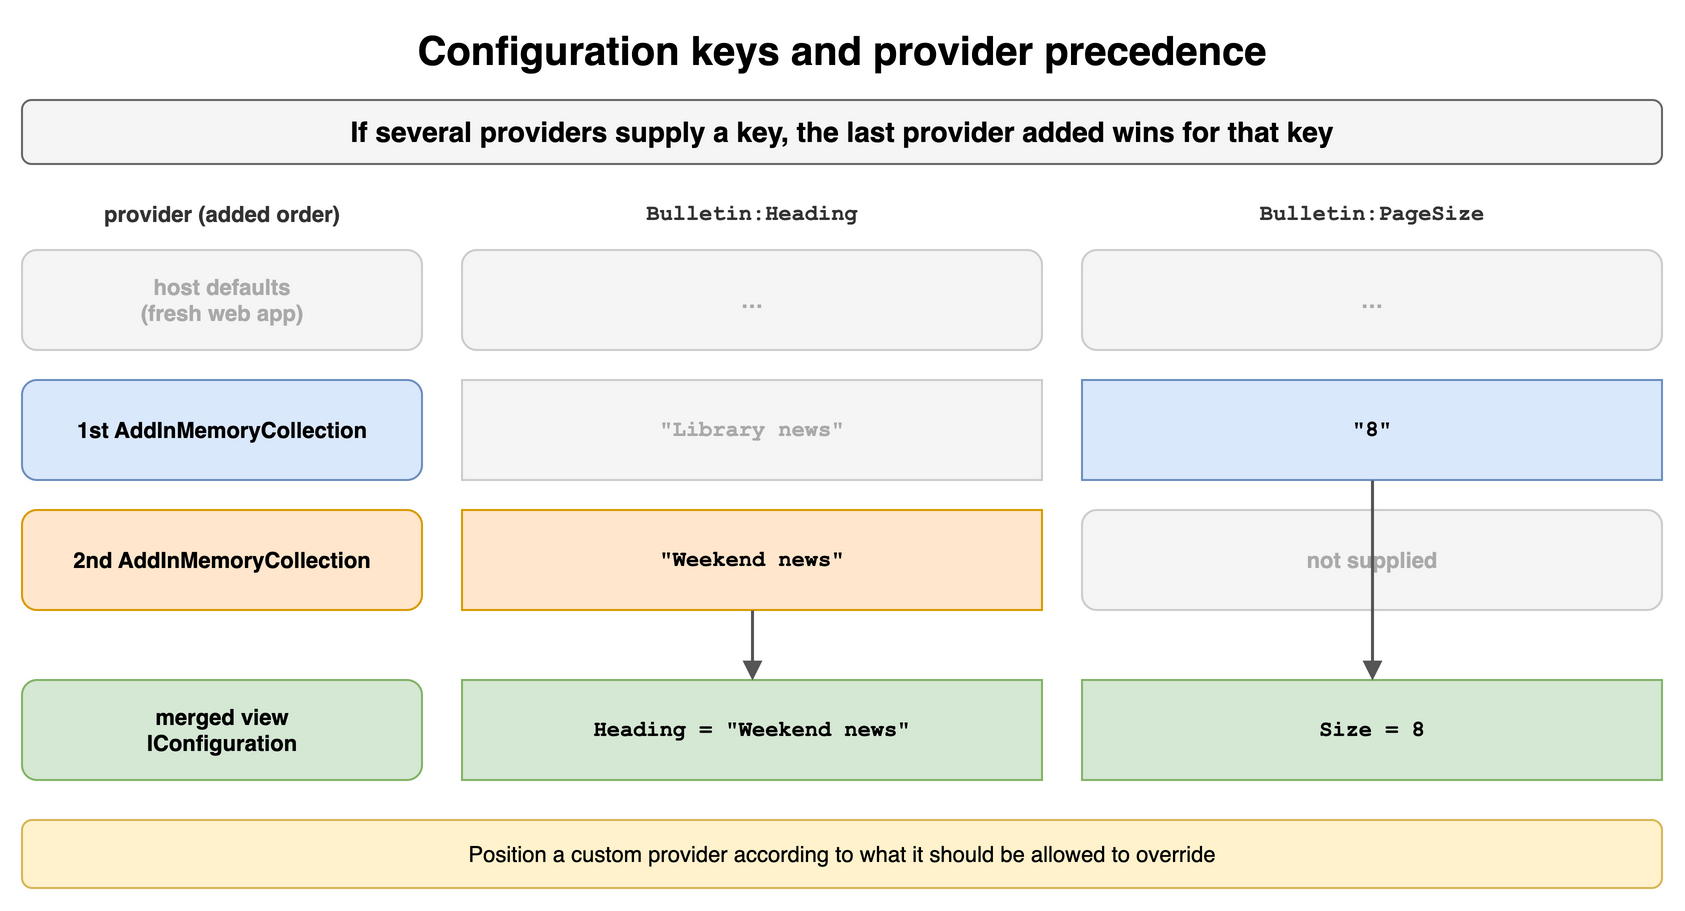 Configuration keys and provider precedence
If several providers supply a key, the last provider added wins for that key
provider (added order)
Bulletin:Heading
Bulletin:PageSize
host defaults
(fresh web app)
...
...
1st AddInMemoryCollection
"Library news"
"8"
2nd AddInMemoryCollection
"Weekend news"
not supplied
merged view
IConfiguration
Heading = "Weekend news"
Size = 8
Position a custom provider according to what it should be allowed to override